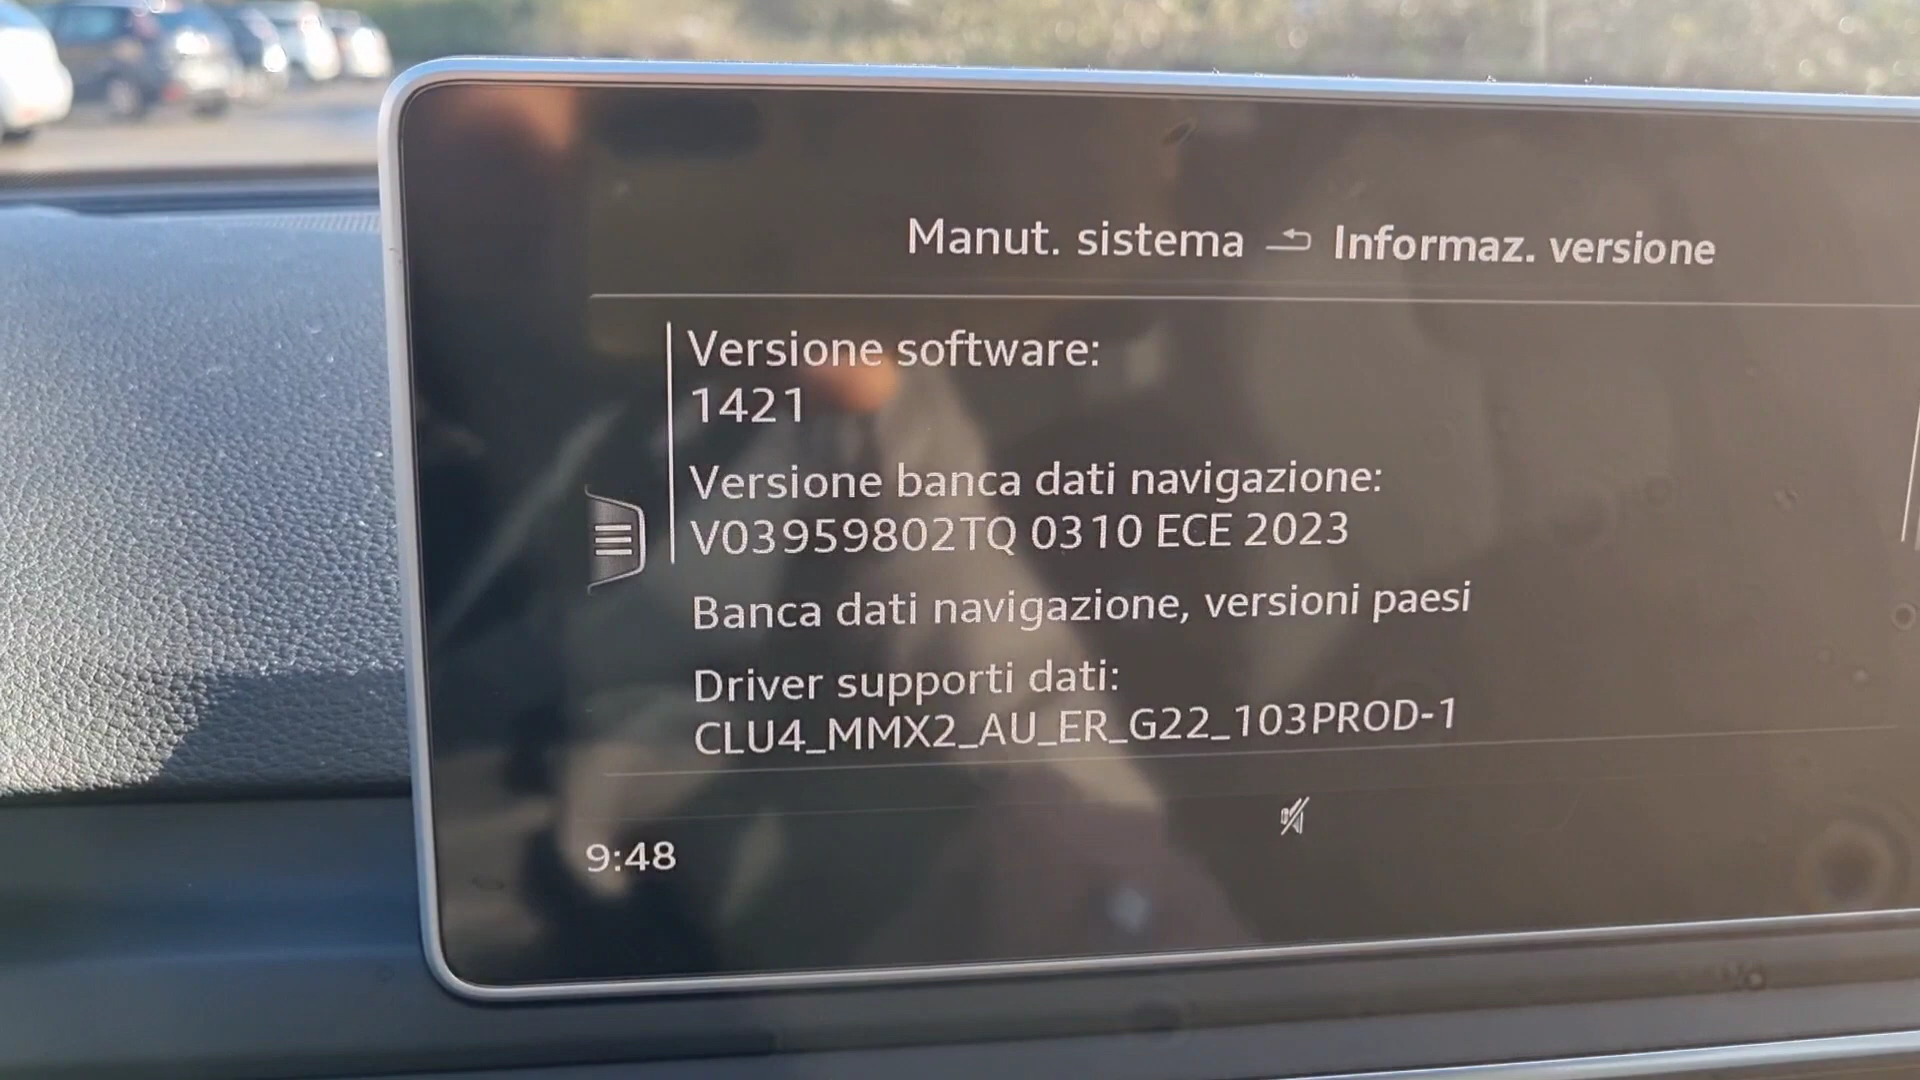 Manut. sistema Informaz. versione
Versione software:
1421
Versione banca dati navigazione:
V03959802TQ 0310 ECE 2023
Banca dati navigazione, versioni paesi
Driver supporti dati:
CLU4_MMX2_AU_ER_G22_103PROD-1
9:48